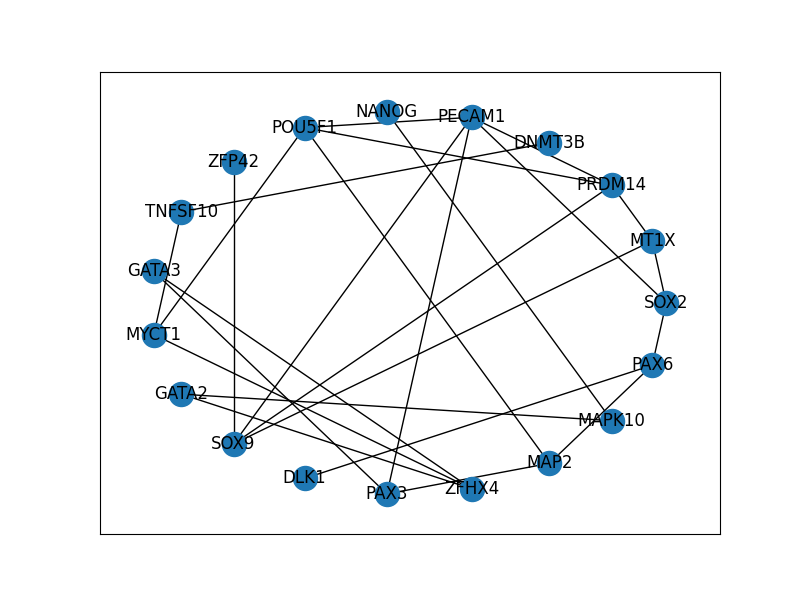 NANOG
PECAM1
POU5F1
DNMT3B
ZFP42
PRDM14
TNFSF10
MT1X
GATA3
SOX2
MYCT1
PAX6
GATA2
MAPK10
SOX9
MAP2
DLK1
ZFHX4
PAX3